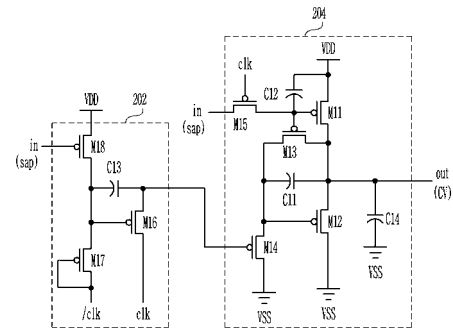 204
202
VDD
clk
C12
VDD
in
(sap)
M11
M15
in
(sap)
M18
M13
C13
C11
out
(CV)
M16
M12
C14
M14
M17
VSS
/clk
clk
VSS
VSS